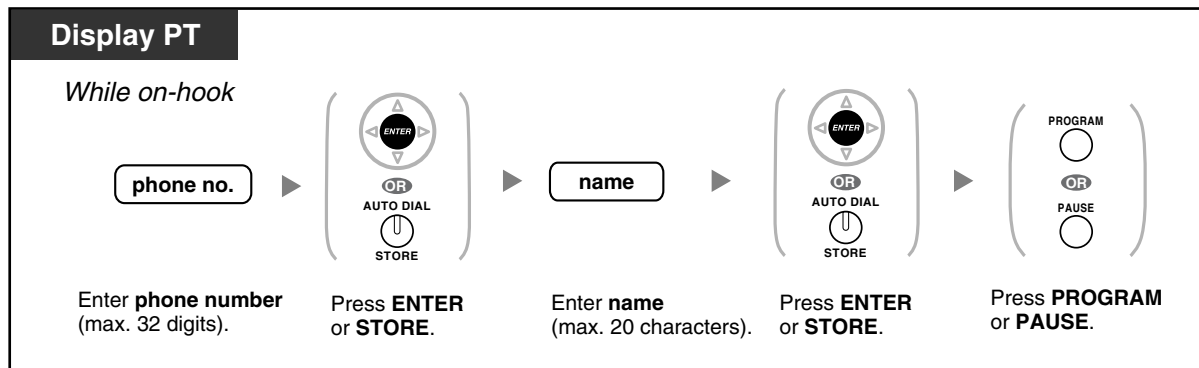 Display PT
While on-hook
phone no.
ENTER
OR
AUTO DIAL
STORE
name
ENTER
OR
AUTO DIAL
STORE
PROGRAM
OR
PAUSE
Enter phone number
(max. 32 digits).
Press ENTER
or STORE.
Enter name
(max. 20 characters).
Press ENTER
or STORE.
Press PROGRAM
or PAUSE.